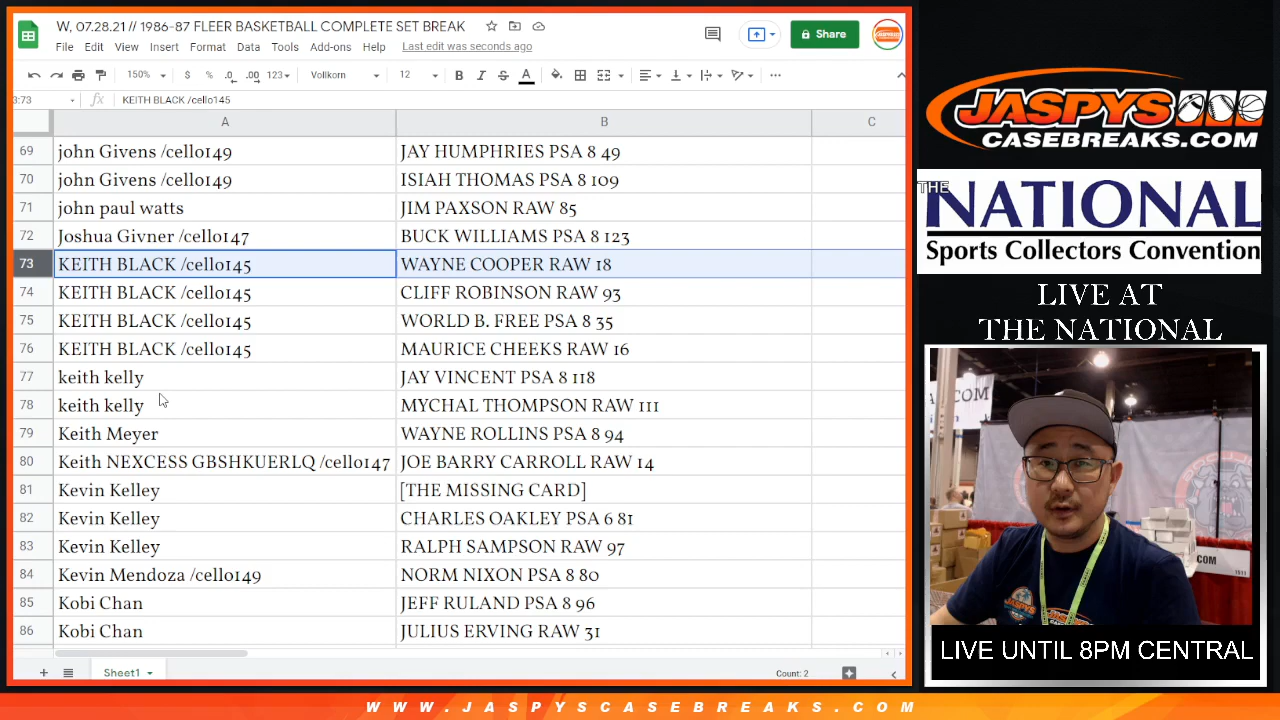 W, 07.28.21 // 1986-87 FLEER BASKETBALL COMPLETE SET BREAK
File Edit View Insert Format Data Tools Add-ons Help Last edit was seconds ago
Share
150% $ % .0 .00 123 Vollkorn 12 B I S A
3:73 fx KEITH BLACK /cello145
A B C
69 john Givens /cello149 JAY HUMPHRIES PSA 8 49
70 john Givens /cello149 ISIAH THOMAS PSA 8 109
71 john paul watts JIM PAXSON RAW 85
72 Joshua Givner /cello147 BUCK WILLIAMS PSA 8 123
73 KEITH BLACK /cello145 WAYNE COOPER RAW 18
74 KEITH BLACK /cello145 CLIFF ROBINSON RAW 93
75 KEITH BLACK /cello145 WORLD B. FREE PSA 8 35
76 KEITH BLACK /cello145 MAURICE CHEEKS RAW 16
77 keith kelly JAY VINCENT PSA 8 118
78 keith kelly MYCHAL THOMPSON RAW 111
79 Keith Meyer WAYNE ROLLINS PSA 8 94
80 Keith NEXCESS GBSHKUERLQ /cello147 JOE BARRY CARROLL RAW 14
81 Kevin Kelley [THE MISSING CARD]
82 Kevin Kelley CHARLES OAKLEY PSA 6 81
83 Kevin Kelley RALPH SAMPSON RAW 97
84 Kevin Mendoza /cello149 NORM NIXON PSA 8 80
85 Kobi Chan JEFF RULAND PSA 8 96
86 Kobi Chan JULIUS ERVING RAW 31
Sheet1 Count: 2
JASPYS
CASEBREAKS.COM
THE
NATIONAL
Sports Collectors Convention
LIVE AT
THE NATIONAL
.COM
JASPYS
.COM
LIVE UNTIL 8PM CENTRAL
WWW.JASPYSCASEBREAKS.COM